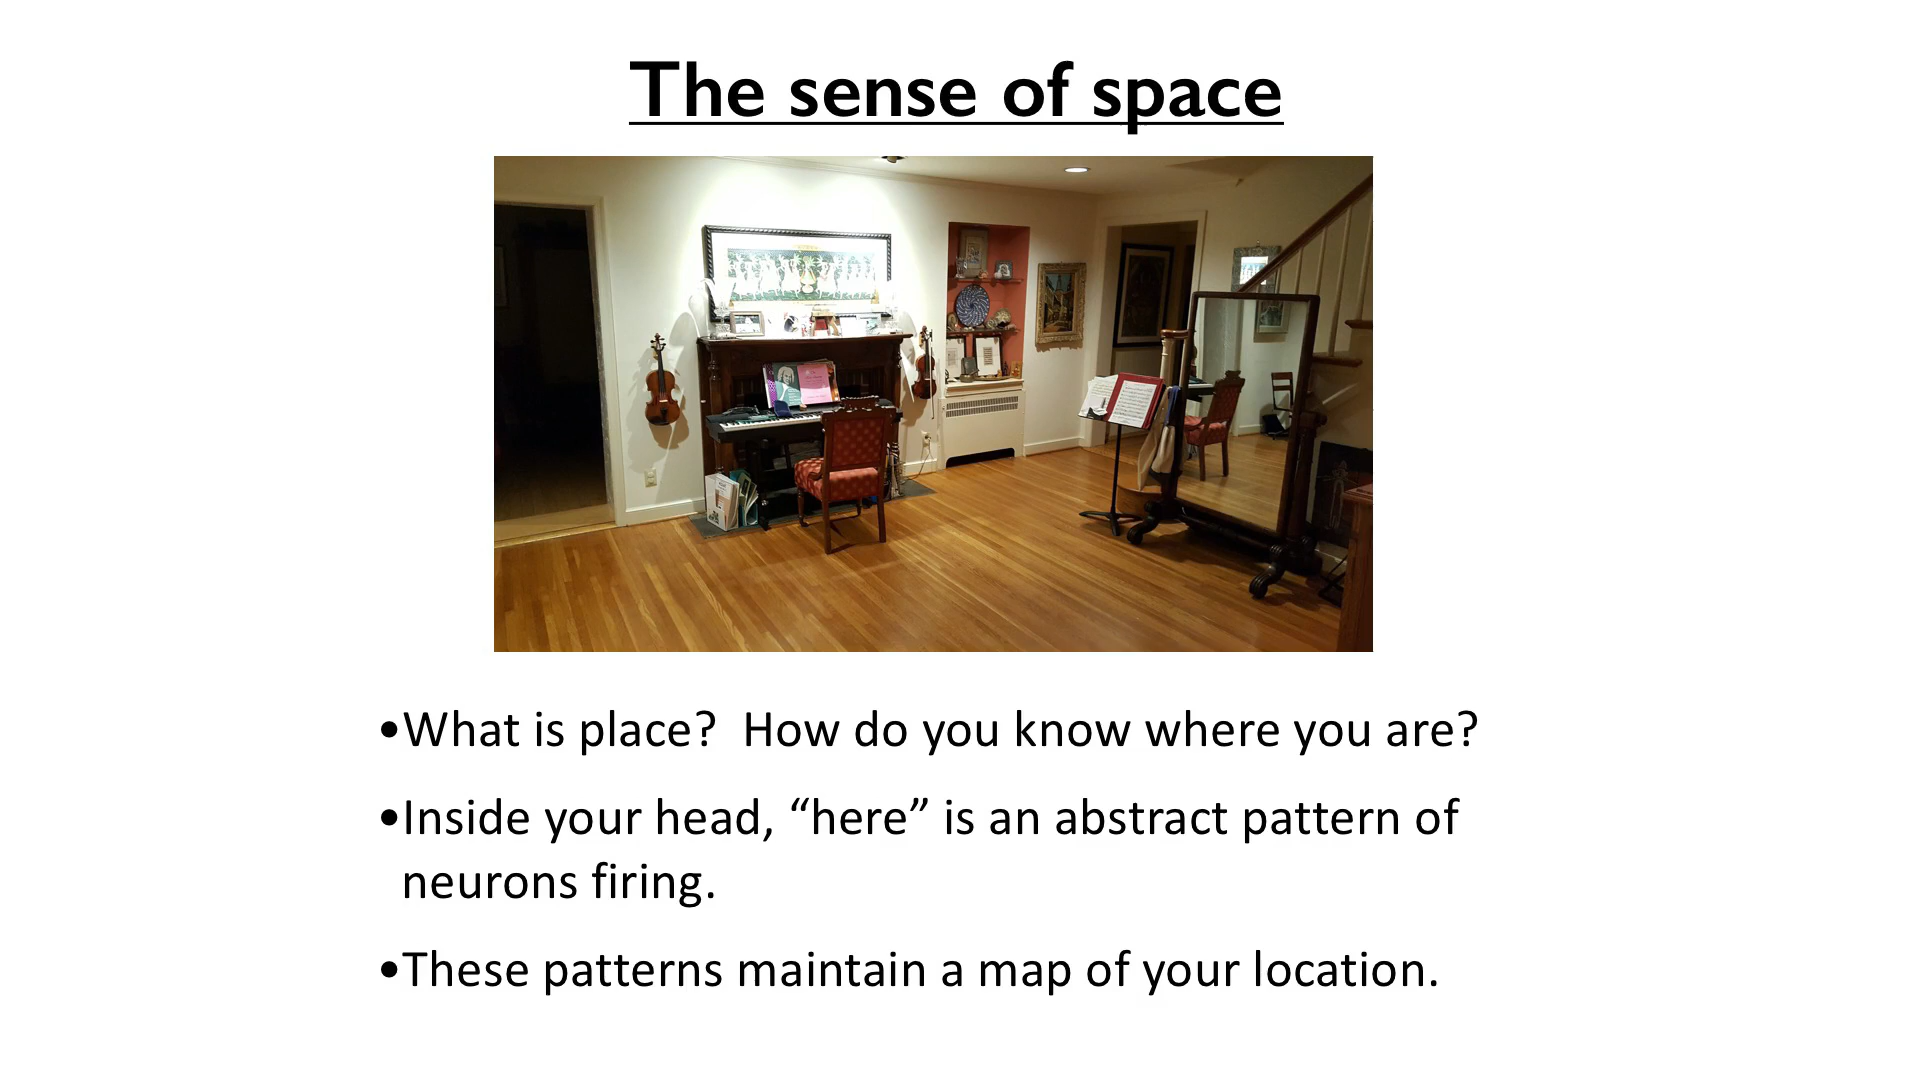 The sense of space
•What is place?  How do you know where you are?
•Inside your head, “here” is an abstract pattern of
neurons firing.
•These patterns maintain a map of your location.